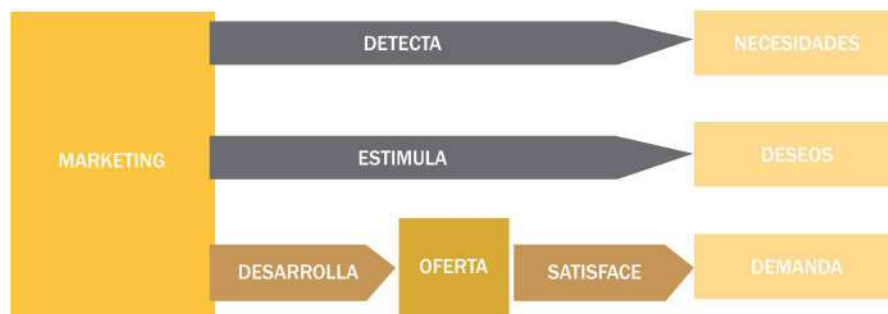 DETECTA
NECESIDADES
MARKETING
ESTIMULA
DESEOS
DESARROLLA
OFERTA
SATISFACE
DEMANDA